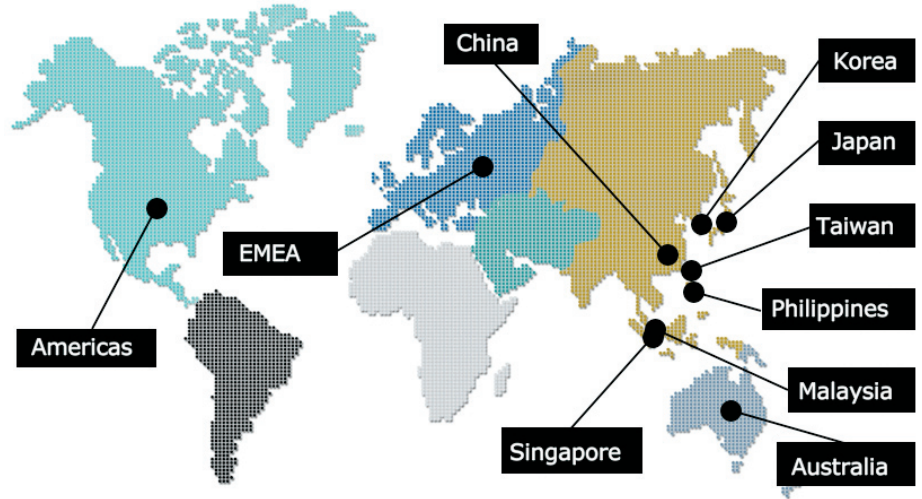 China
Korea
Japan
EMEA
Taiwan
Philippines
Americas
Malaysia
Singapore
Australia